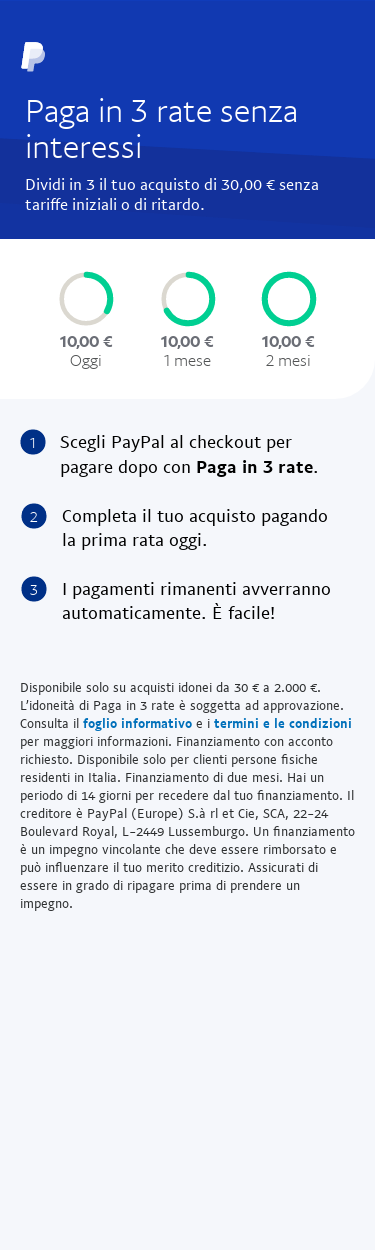 Paga in 3 rate senza
interessi
Dividi in 3 il tuo acquisto di 30,00 € senza
tariffe iniziali o di ritardo.
10,00 € 10,00 € 10,00 €
Oggi 1 mese 2 mesi
1 Scegli PayPal al checkout per
pagare dopo con Paga in 3 rate.
2 Completa il tuo acquisto pagando
la prima rata oggi.
3 I pagamenti rimanenti avverranno
automaticamente. È facile!
Disponibile solo su acquisti idonei da 30 € a 2.000 €.
L'idoneità di Paga in 3 rate è soggetta ad approvazione.
Consulta il foglio informativo e i termini e le condizioni
per maggiori informazioni. Finanziamento con acconto
richiesto. Disponibile solo per clienti persone fisiche
residenti in Italia. Finanziamento di due mesi. Hai un
periodo di 14 giorni per recedere dal tuo finanziamento. Il
creditore è PayPal (Europe) S.à rl et Cie, SCA, 22-24
Boulevard Royal, L-2449 Lussemburgo. Un finanziamento
è un impegno vincolante che deve essere rimborsato e
può influenzare il tuo merito creditizio. Assicurati di
essere in grado di ripagare prima di prendere un
impegno.